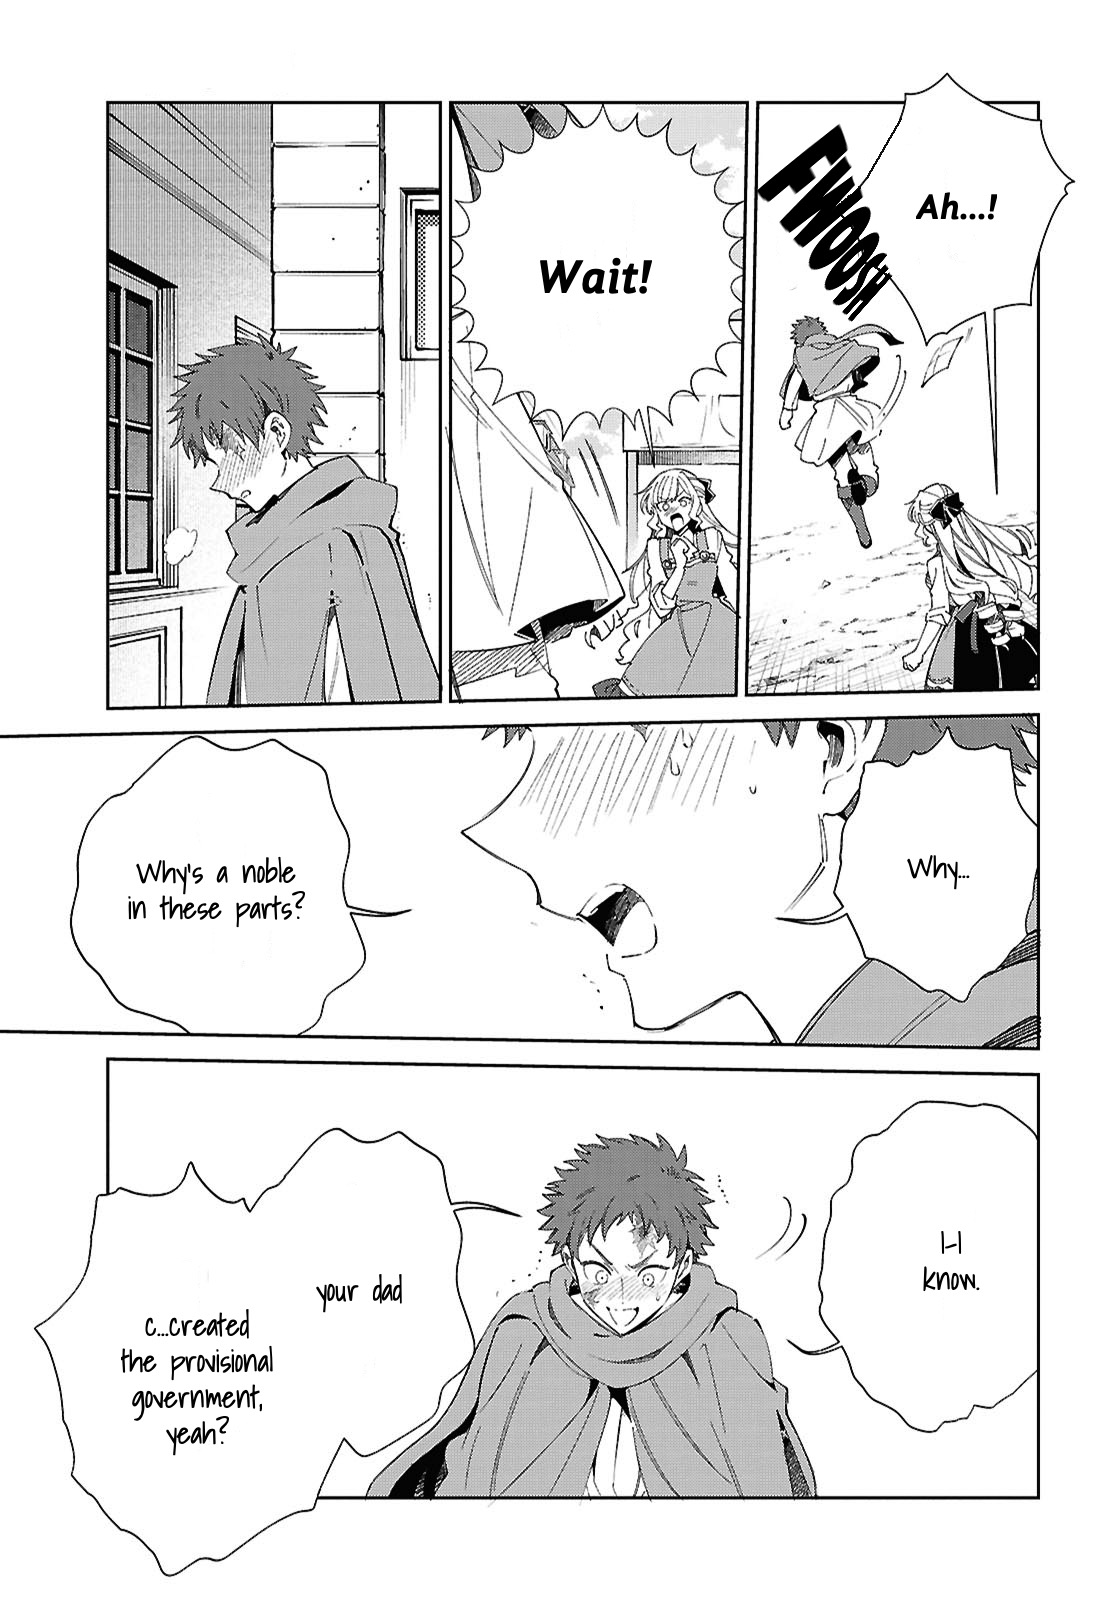 Ah...!
FWOOSH
Wait!
Why...
Why's a noble
in these parts?
I-I
know.
your dad
c...created
the provisional
government,
yeah?